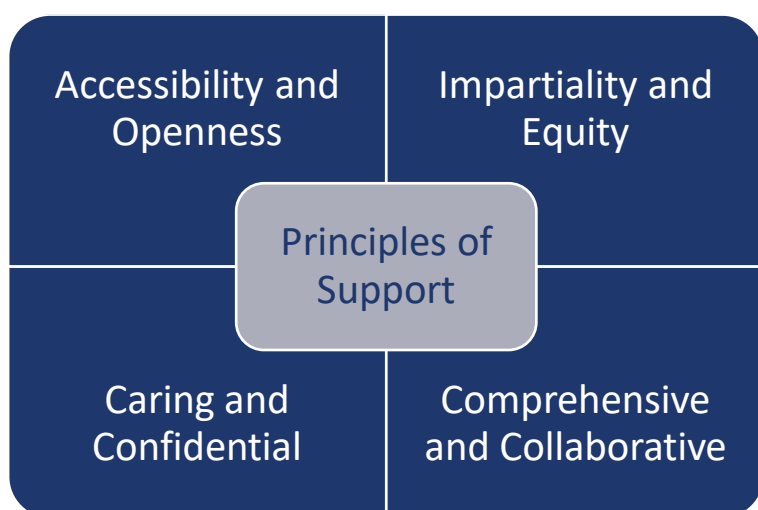 Accessibility and
Openness
Impartiality and
Equity
Principles of
Support
Caring and
Confidential
Comprehensive
and Collaborative